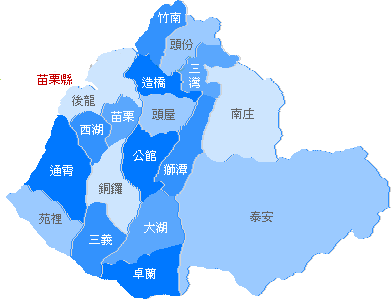 竹南
頭份
苗栗縣
三灣
造橋
後龍
苗栗
頭屋
南庄
西湖
公館
通霄
獅潭
銅鑼
苑裡
泰安
大湖
三義
卓蘭